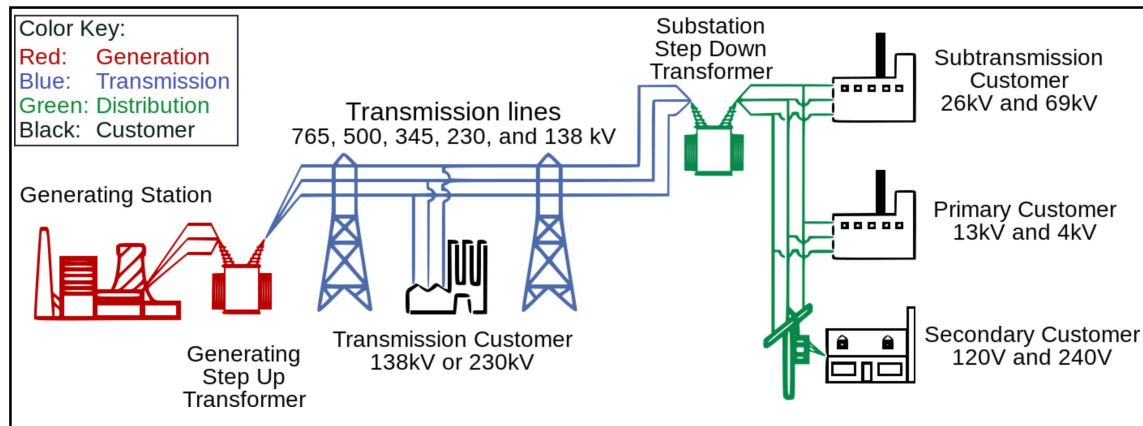 Color Key:
Red: Generation
Blue: Transmission
Green: Distribution
Black: Customer
Generating Station
Generating
Step Up
Transformer
Transmission lines
765, 500, 345, 230, and 138 kV
Transmission Customer
138kV or 230kV
Substation
Step Down
Transformer
Subtransmission
Customer
26kV and 69kV
Primary Customer
13kV and 4kV
Secondary Customer
120V and 240V